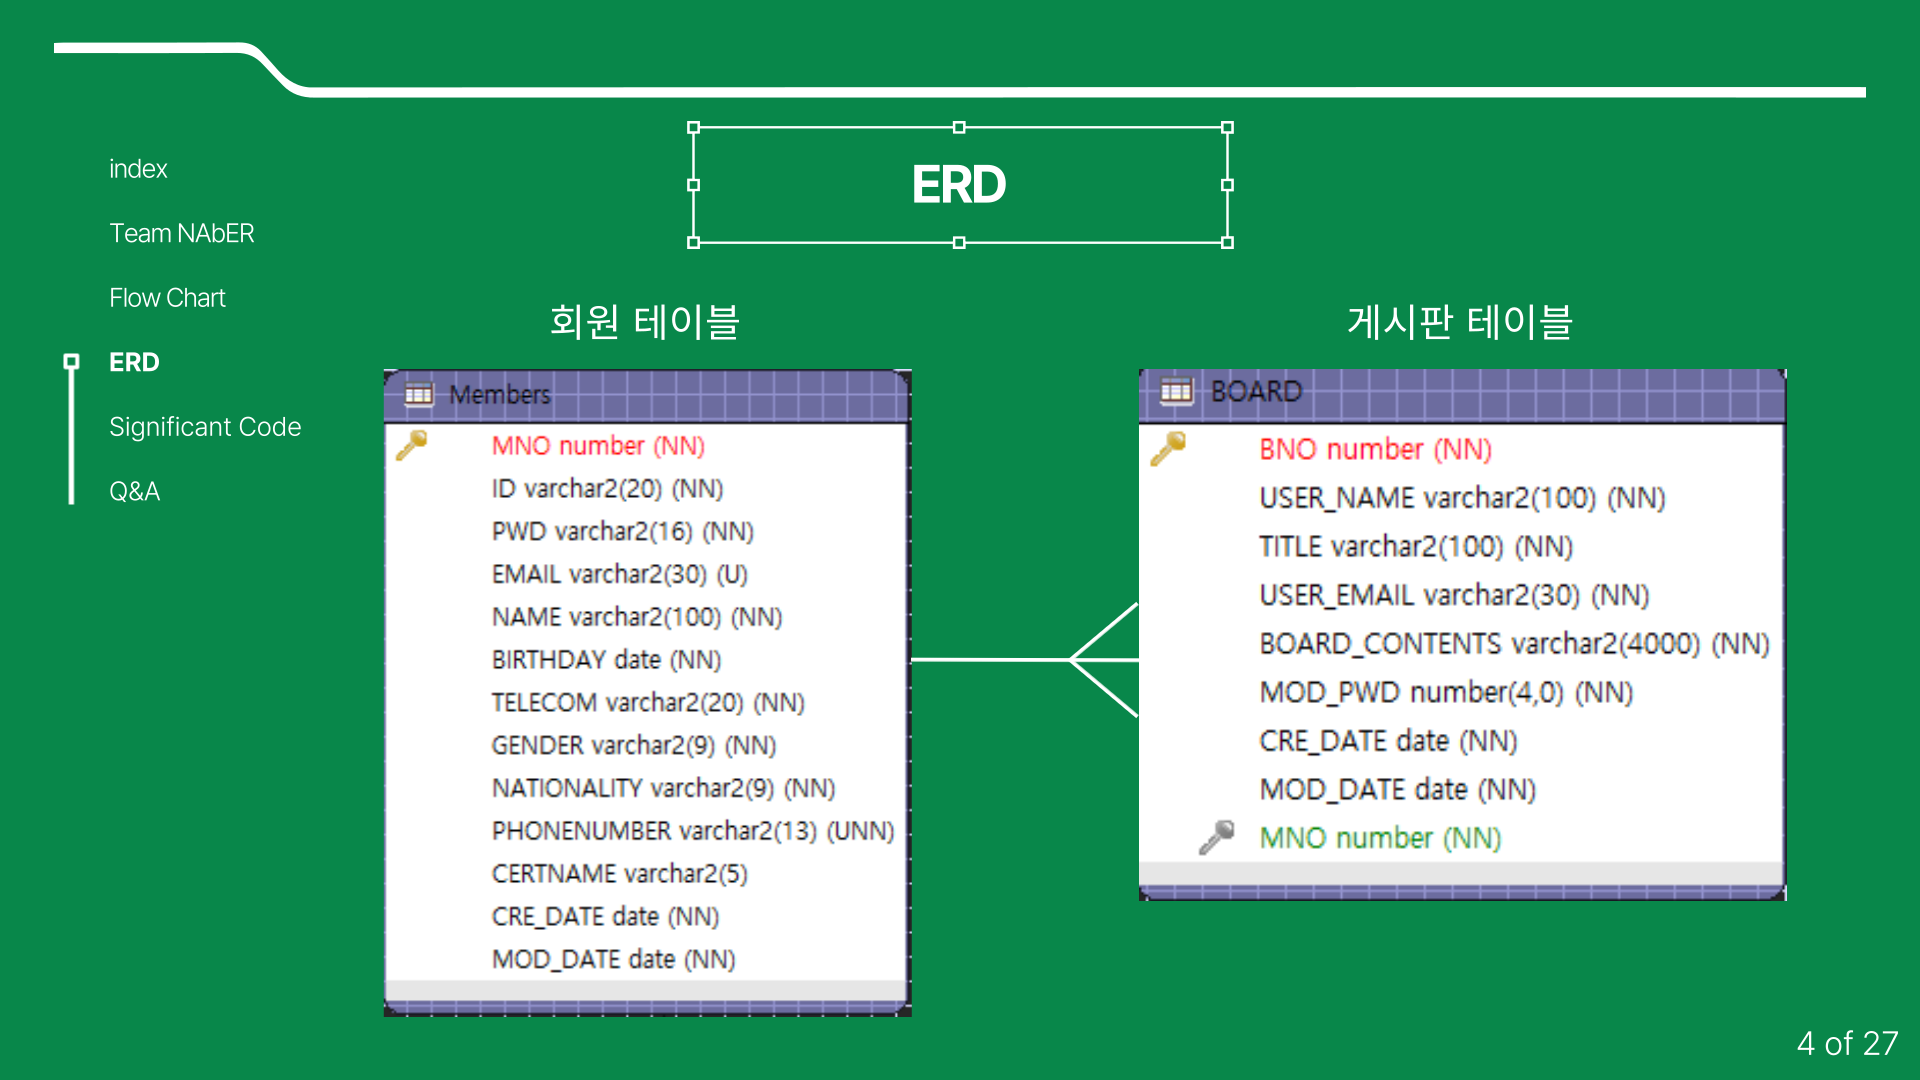 ERD
index
Team NAbER
Flow Chart
ERD
Significant Code
Q&A
회원 테이블
Members
MNO number (NN)
ID varchar2(20) (NN)
PWD varchar2(16) (NN)
EMAIL varchar2(30) (U)
NAME varchar2(100) (NN)
BIRTHDAY date (NN)
TELECOM varchar2(20) (NN)
GENDER varchar2(9) (NN)
NATIONALITY varchar2(9) (NN)
PHONENUMBER varchar2(13) (UNN)
CERTNAME varchar2(5)
CRE_DATE date (NN)
MOD_DATE date (NN)
게시판 테이블
BOARD
BNO number (NN)
USER_NAME varchar2(100) (NN)
TITLE varchar2(100) (NN)
USER_EMAIL varchar2(30) (NN)
BOARD_CONTENTS varchar2(4000) (NN)
MOD_PWD number(4,0) (NN)
CRE_DATE date (NN)
MOD_DATE date (NN)
MNO number (NN)
4 of 27